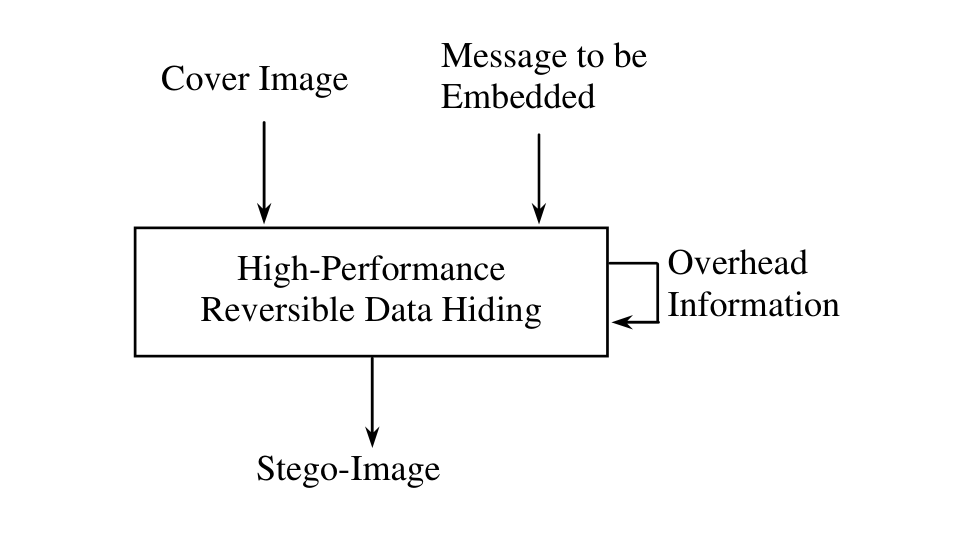 Cover Image
Message to be
Embedded
High-Performance
Reversible Data Hiding
Overhead
Information
Stego-Image